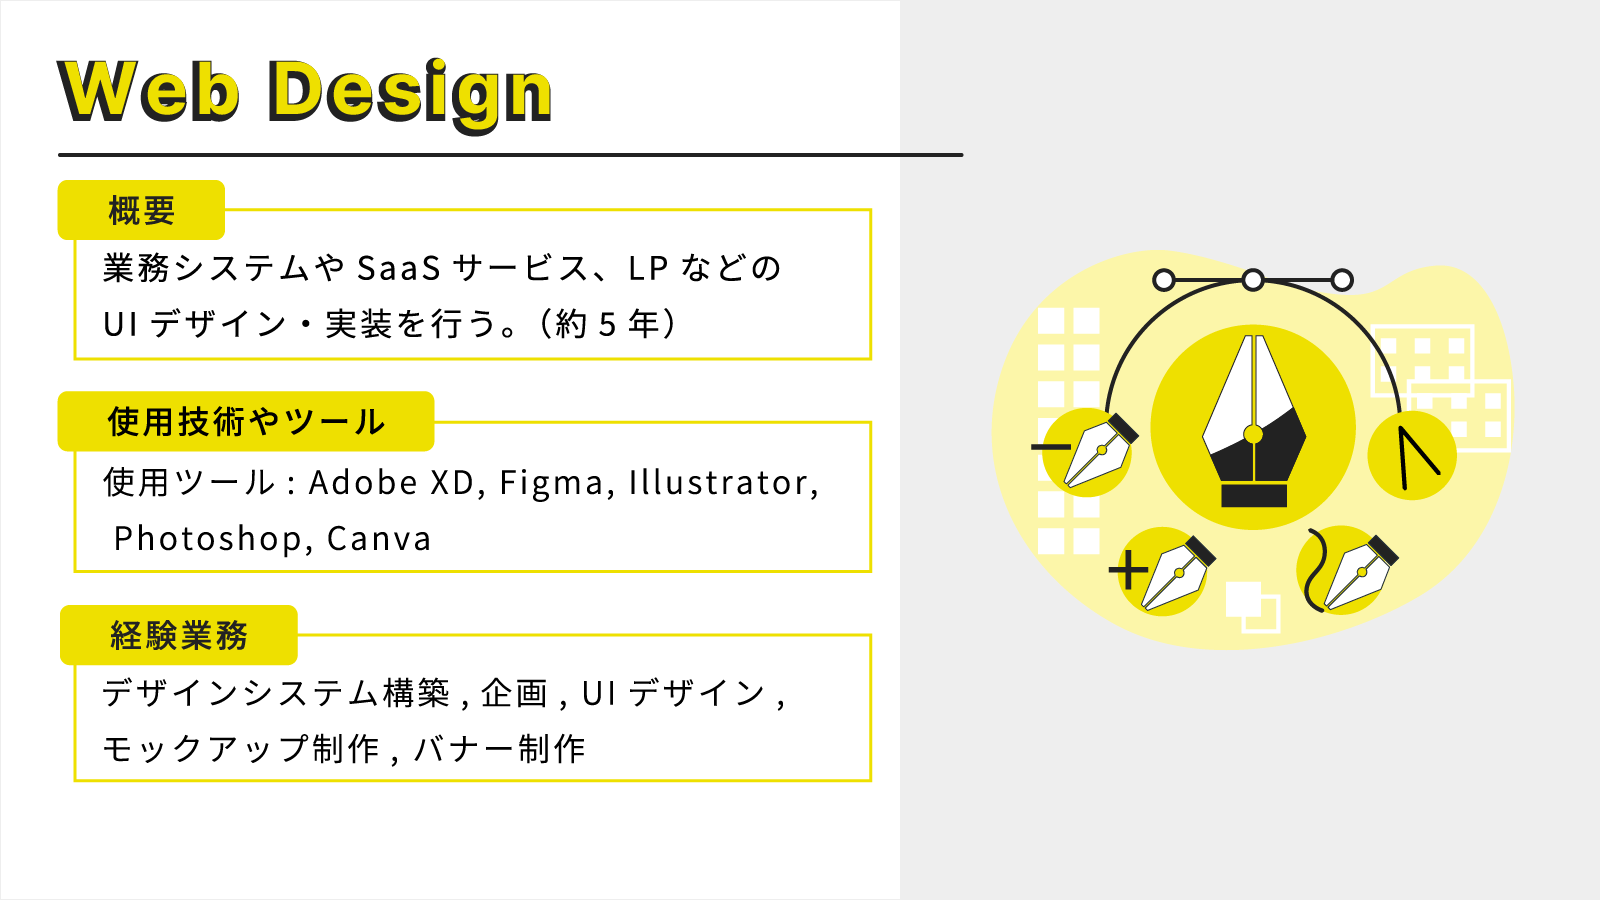 Web Design
概要
業務システムや SaaS サービス、LP などの
UI デザイン・実装を行う。（約 5 年）
使用技術やツール
使用ツール : Adobe XD, Figma, Illustrator,
Photoshop, Canva
経験業務
デザインシステム構築 , 企画 , UI デザイン ,
モックアップ制作 , バナー制作